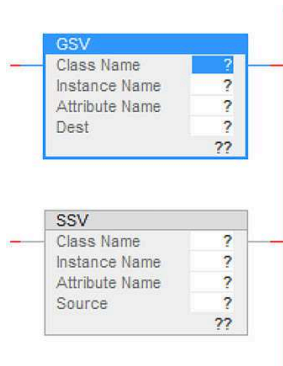 GSV
Class Name ?
Instance Name ?
Attribute Name ?
Dest ?
??
SSV
Class Name ?
Instance Name ?
Attribute Name ?
Source ?
??